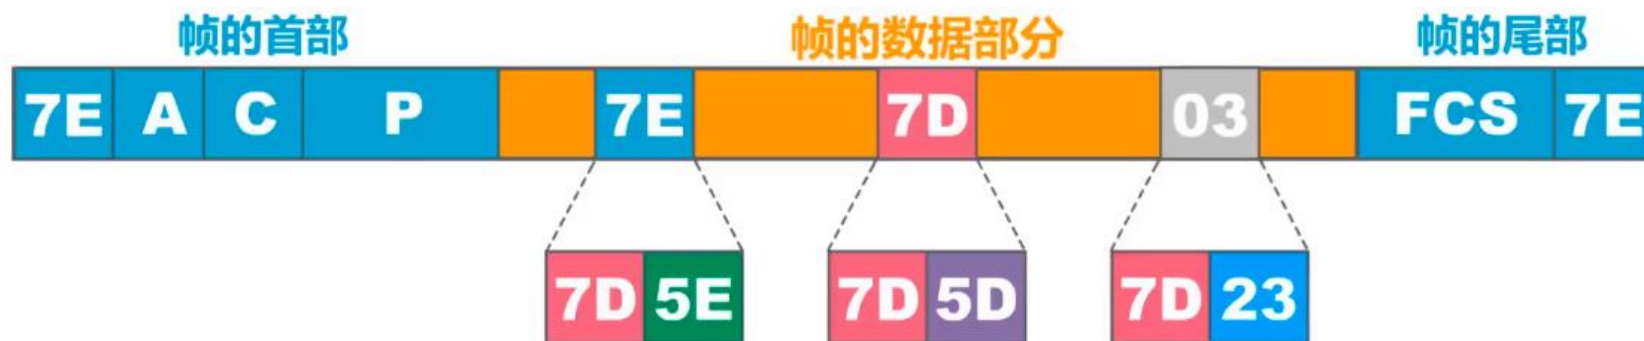 帧的首部 帧的数据部分 帧的尾部
7E A C P 7E 7D 03 FCS 7E
7D 5E 7D 5D 7D 23